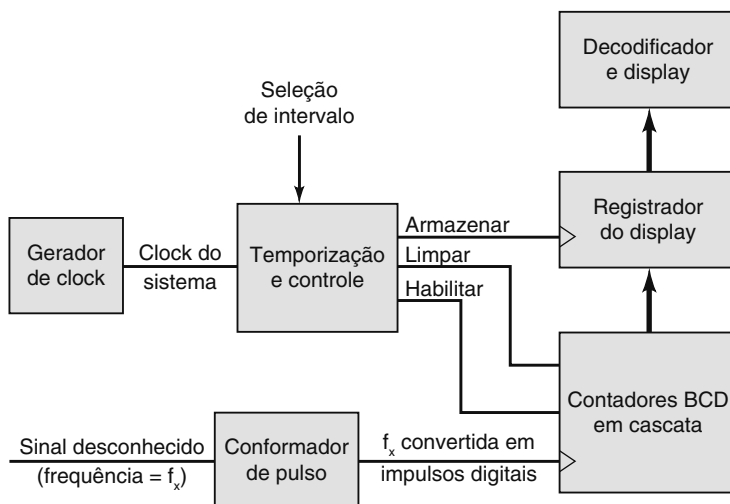 Decodificador
e display
Seleção
de intervalo
Registrador
do display
Armazenar
Limpar
Habilitar
Gerador
de clock
Clock do
sistema
Temporização
e controle
Contadores BCD
em cascata
Sinal desconhecido
(frequência = fx)
Conformador
de pulso
fx convertida em
impulsos digitais